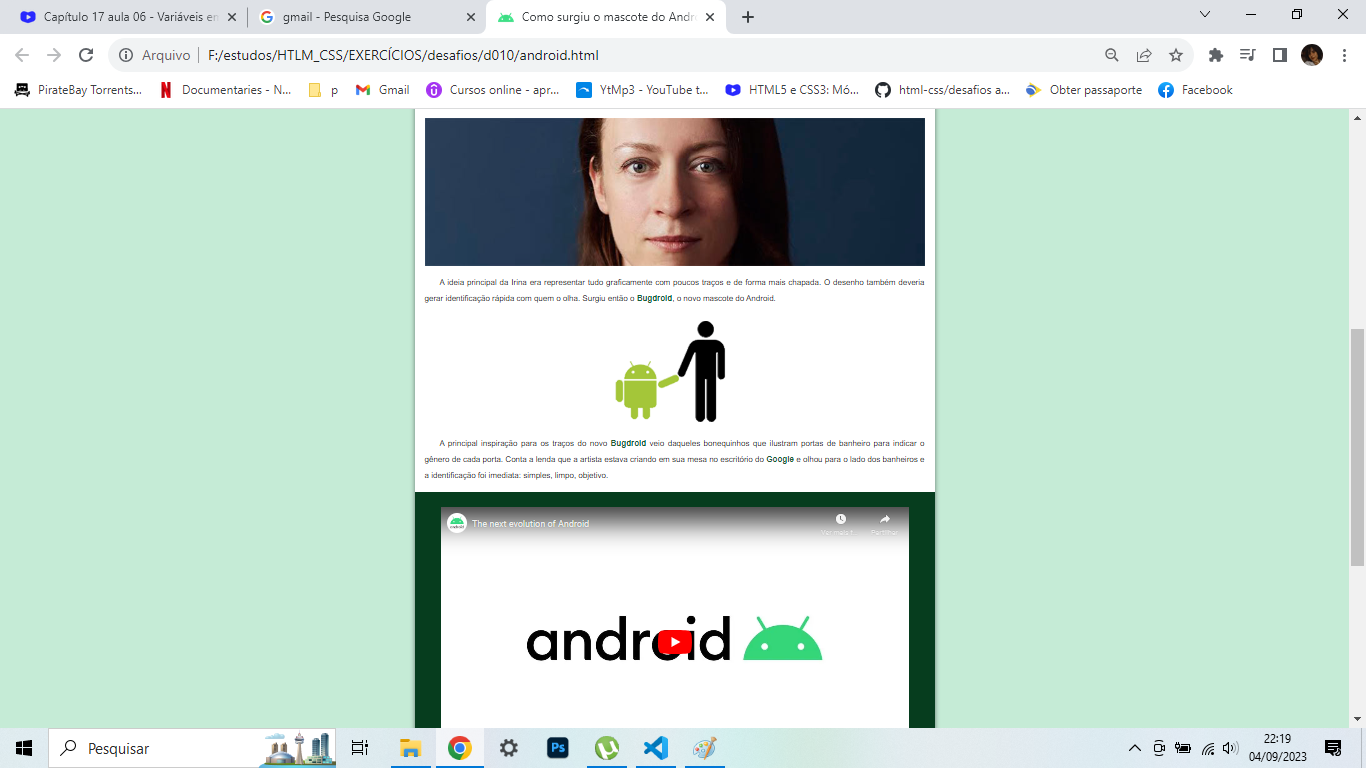 Capítulo 17 aula 06 - Variáveis en
gmail - Pesquisa Google
Como surgiu o mascote do Andr
Arquivo
F:/estudos/HTLM_CSS/EXERCÍCIOS/desafios/d010/android.html
PirateBay Torrents...
Documentaries - N...
p
Gmail
Cursos online - apr...
YtMp3 - YouTube t...
HTML5 e CSS3: Mó...
html-css/desafios a...
Obter passaporte
Facebook
A ideia principal da Irina era representar tudo graficamente com poucos traços e de forma mais chapada. O desenho também deveria
gerar identificação rápida com quem o olha. Surgiu então o Bugdroid, o novo mascote do Android.
A principal inspiração para os traços do novo Bugdroid veio daqueles bonequinhos que ilustram portas de banheiro para indicar o
gênero de cada porta. Conta a lenda que a artista estava criando em sua mesa no escritório do Google e olhou para o lado dos banheiros e
a identificação foi imediata: simples, limpo, objetivo.
android
The next evolution of Android
Partilhar
android
Pesquisar
Ps
22:19
04/09/2023